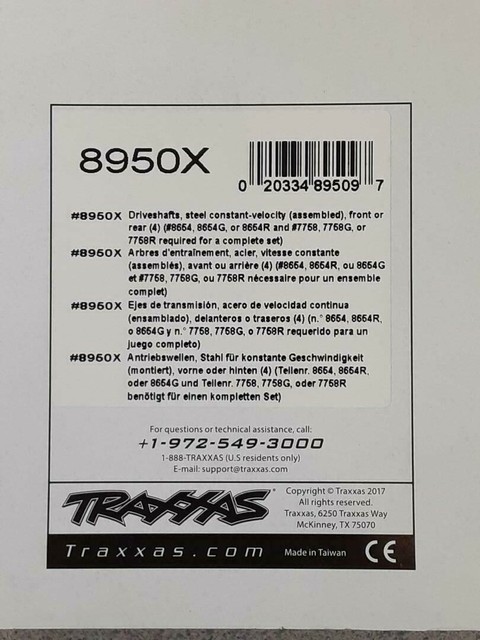 8950X
0 20334 89509 7
#8950X Driveshafts, steel constant-velocity (assembled), front or
rear (4) (#8654, 8654G, or 8654R and #7758, 7758G, or
7758R required for a complete set)
#8950X Arbres d'entraînement, acier, vitesse constante
(assemblés), avant ou arrière (4) (#8654, 8654R, ou 8654G
et #7758, 7758G, ou 7758R nécessaire pour un ensemble
complet)
#8950X Ejes de transmisión, acero de velocidad continua
(ensamblado), delanteros o traseros (4) (n.° 8654, 8654R,
o 8654G y n.° 7758, 7758G, o 7758R requerido para un
juego completo)
#8950X Antriebswellen, Stahl für konstante Geschwindigkeit
(montiert), vorne oder hinten (4) (Teilenr. 8654, 8654R,
oder 8654G und Teilenr. 7758, 7758G, oder 7758R
benötigt für einen kompletten Set)
For questions or technical assistance, call:
+1-972-549-3000
1-888-TRAXXAS (U.S residents only)
E-mail: support@traxxas.com
TRAXXAS
Copyright © Traxxas 2017
All rights reserved.
Traxxas, 6250 Traxxas Way
McKinney, TX 75070
Traxxas.com
Made in Taiwan
CE